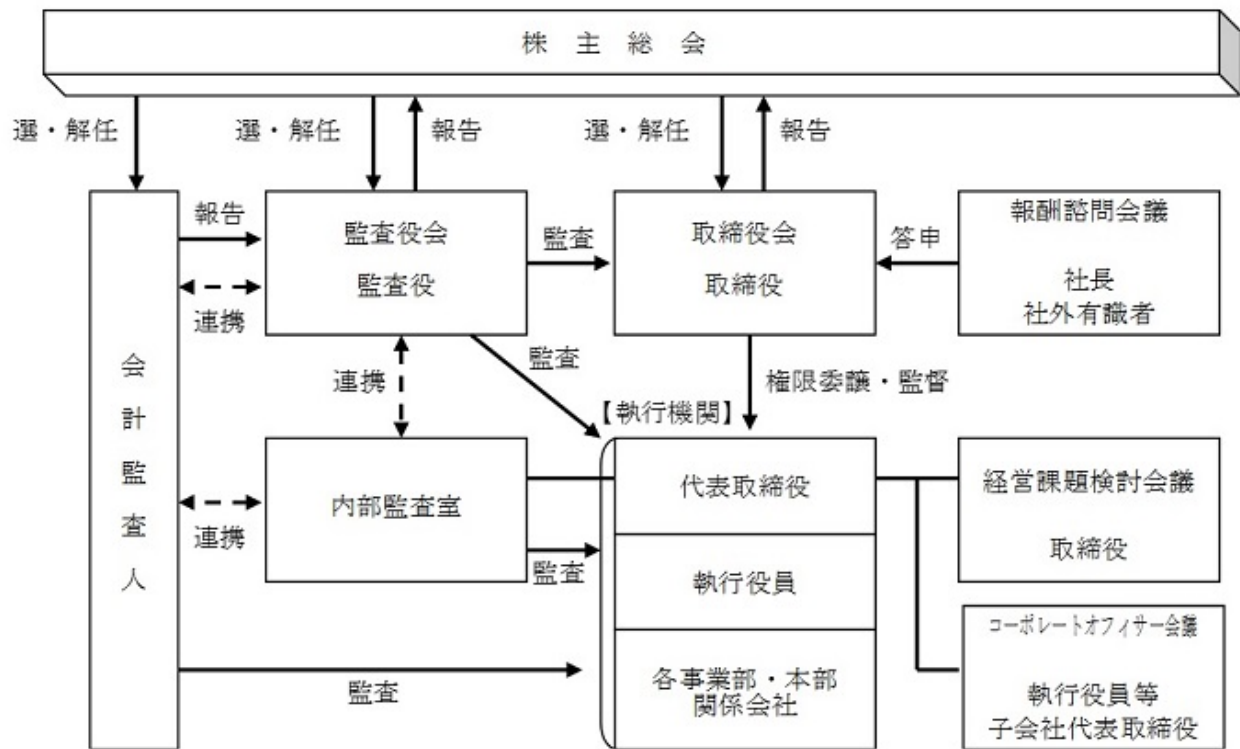 株主総会
選・解任
選・解任
報告
選・解任
報告
会計監査人
報告
連携
監査役会
監査役
監査
取締役会
取締役
答申
報酬諮問会議
社長
社外有識者
連携
監査
権限委譲・監督
【執行機関】
連携
内部監査室
監査
代表取締役
執行役員
各事業部・本部
関係会社
経営課題検討会議
取締役
コーポレートオフィサー会議
執行役員等
子会社代表取締役
監査